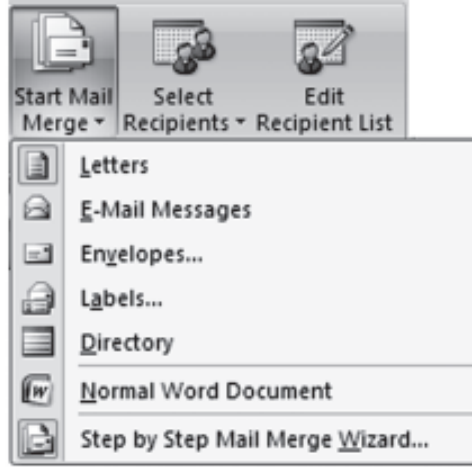 Start Mail Select Edit
Merge Recipients Recipient List
Letters
E-Mail Messages
Envelopes...
Labels...
Directory
Normal Word Document
Step by Step Mail Merge Wizard...